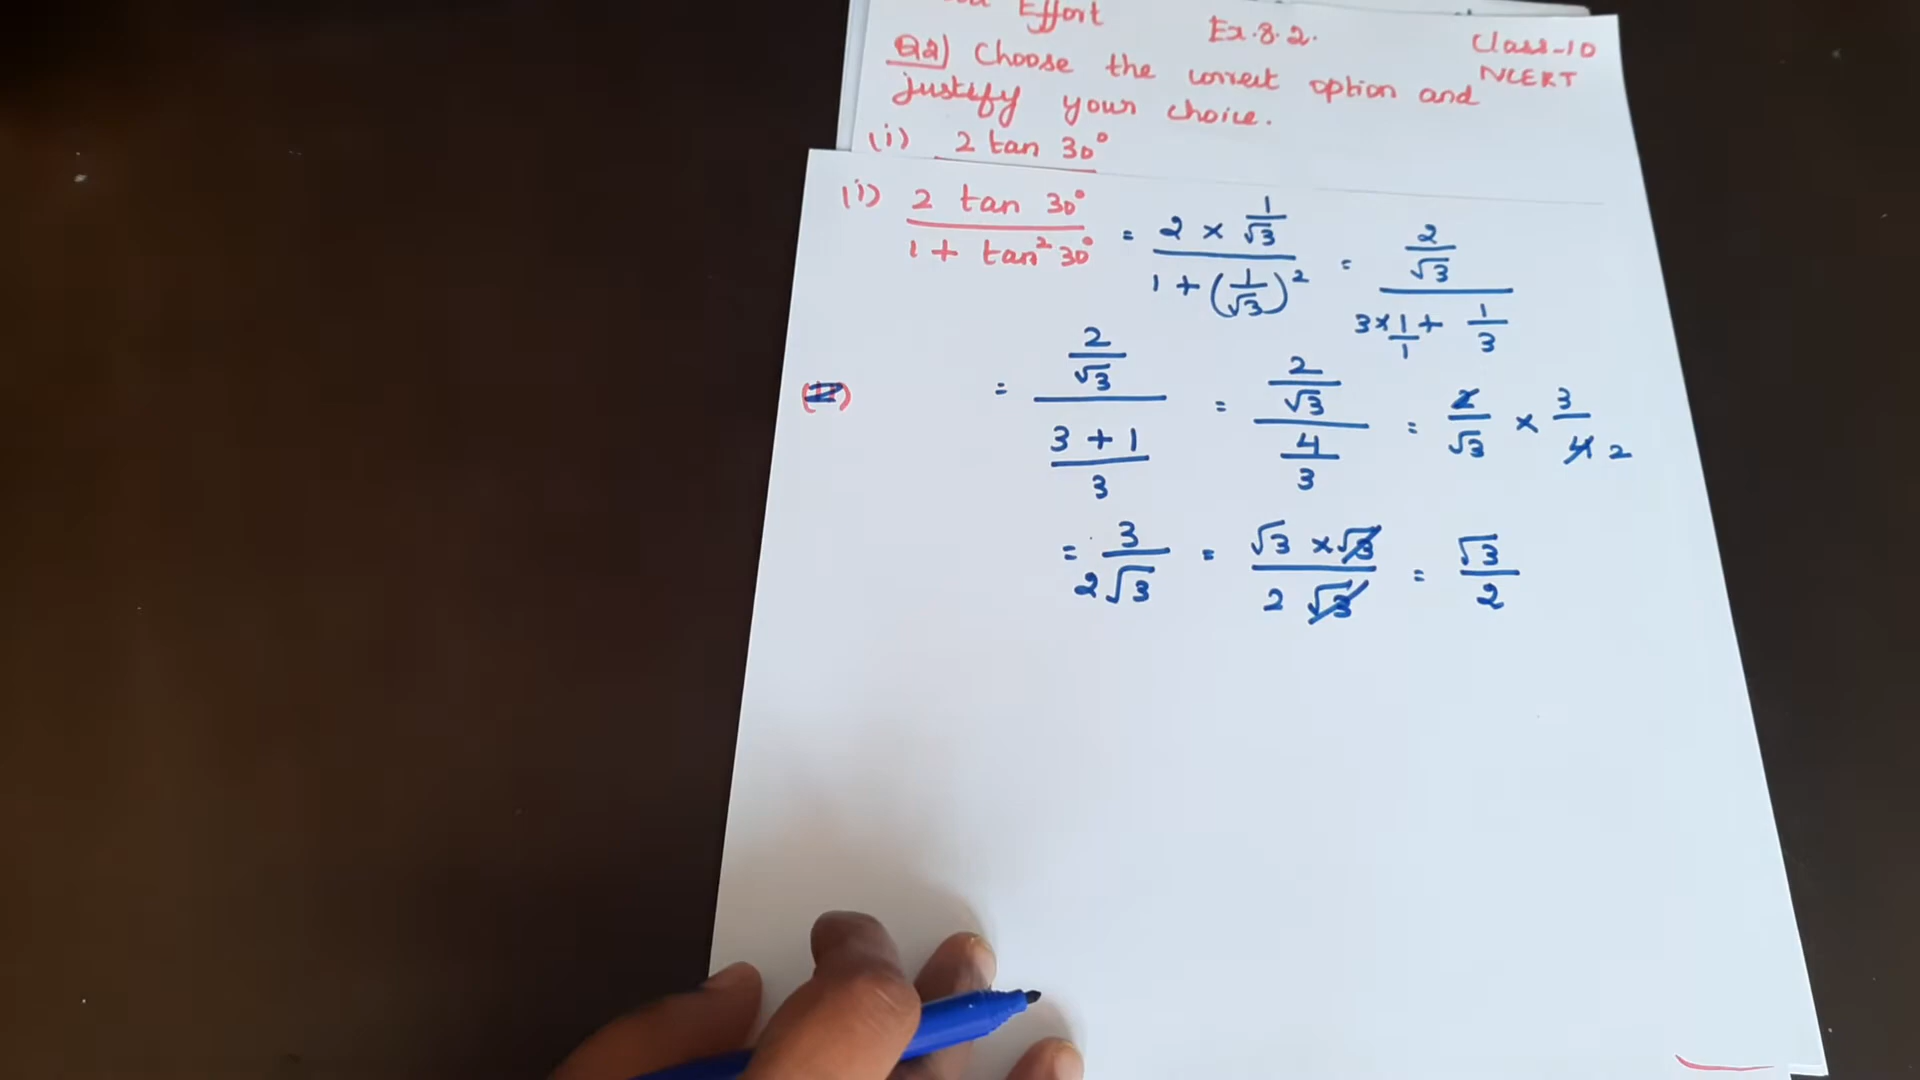 Effort Ex.8.2. Class-10
NCERT
Q2) Choose the correct option and
justify your choice.
(i) 2 tan 30°
(i) 2 tan 30° / 1 + tan² 30° = 2 × 1/√3 / 1 + (1/√3)² = 2/√3 / 3×1/1 + 1/3
= 2/√3 / 3 + 1/3 = 2/√3 / 4/3 = 2/√3 × 3/4 2
= 3/2√3 = √3 × √3 / 2 √3 = √3/2